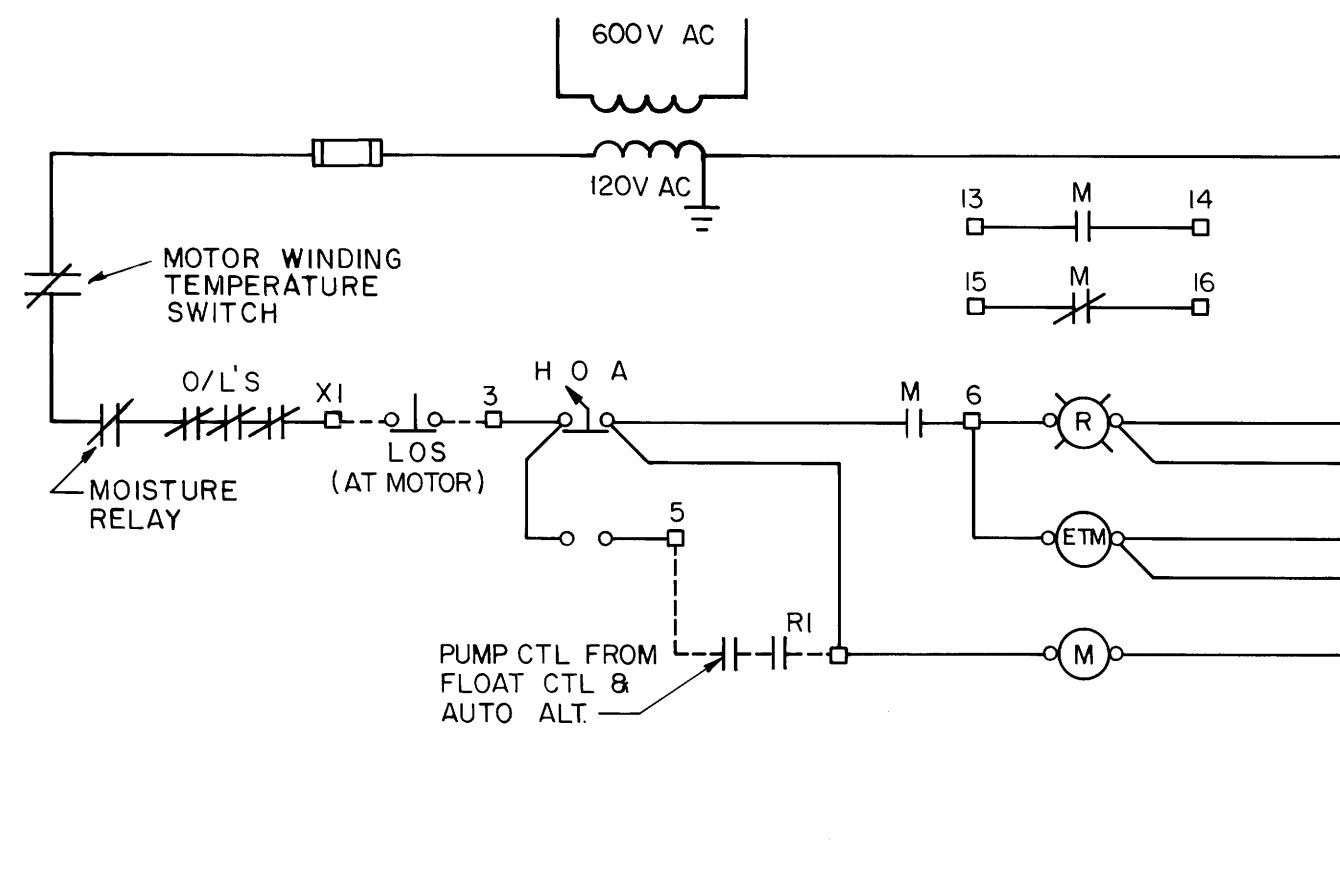 600V AC
120V AC
13 M 14
MOTOR WINDING
TEMPERATURE
SWITCH
15 M 16
H O A
O/L'S
X1
3
M
6
R
LOS
(AT MOTOR)
MOISTURE
RELAY
5
ETM
R1
PUMP CTL FROM
FLOAT CTL &
AUTO ALT.
M